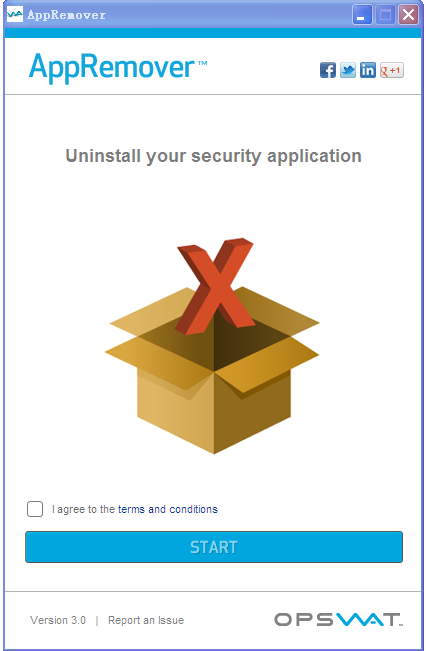 AppRemover
AppRemover™
+1
Uninstall your security application
X
I agree to the terms and conditions
START
Version 3.0 | Report an Issue
OPSWAT